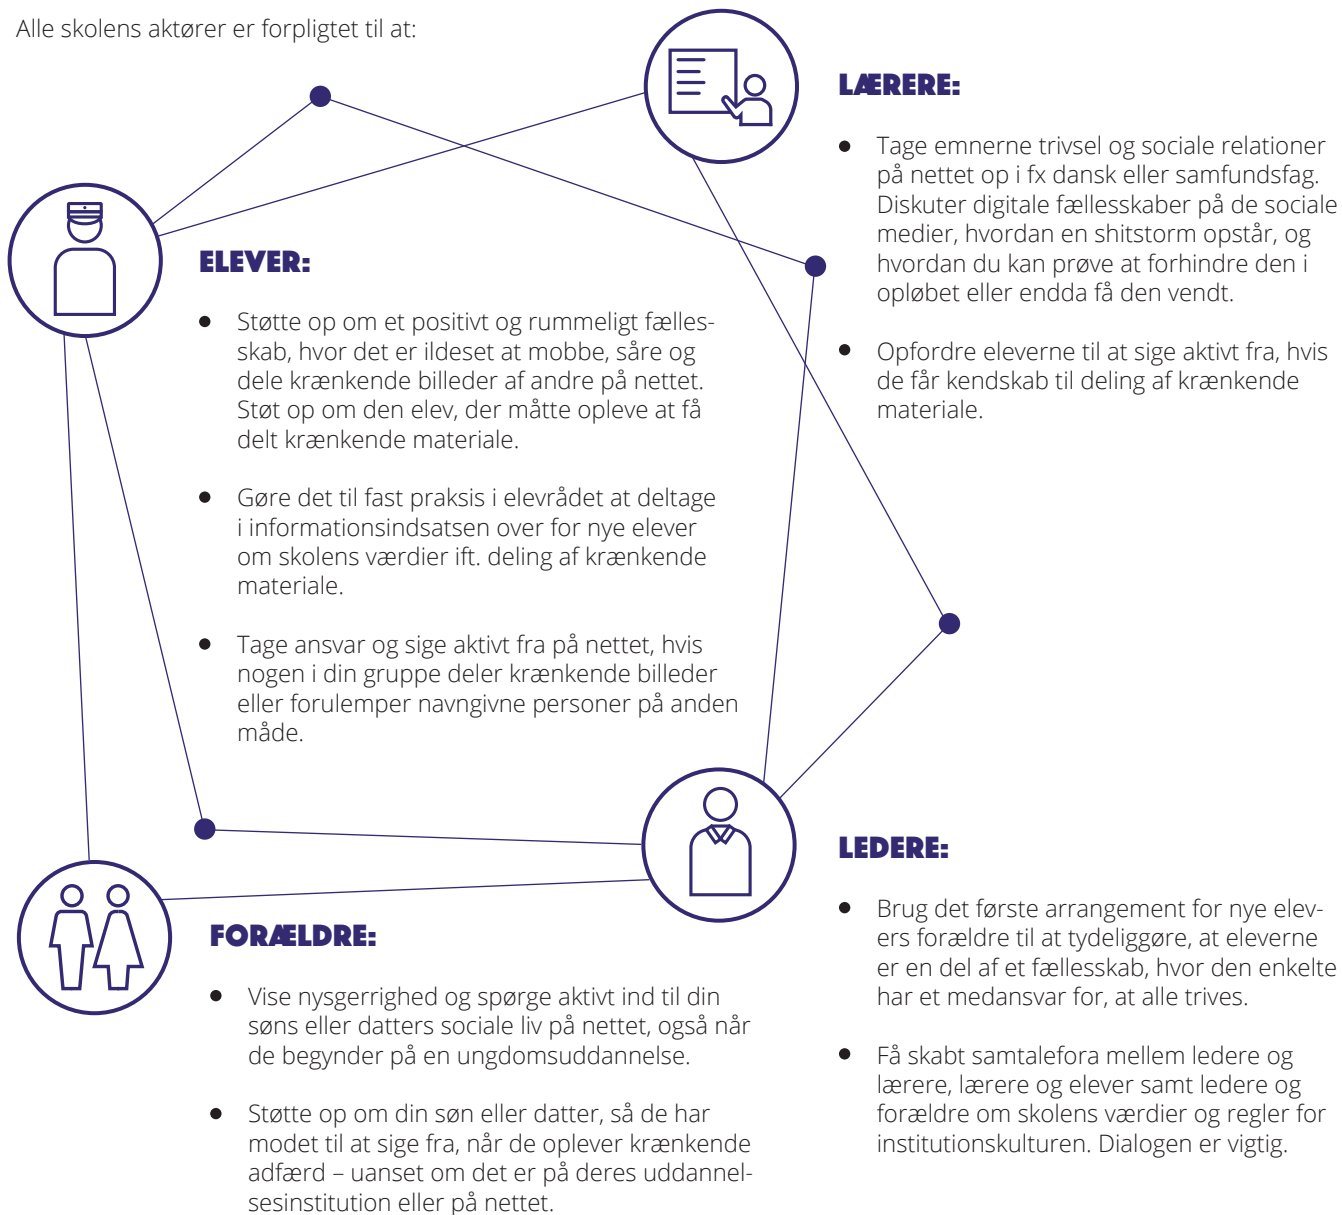 Alle skolens aktører er forpligtet til at:
LÆRERE:
• Tage emnerne trivsel og sociale relationer
på nettet op i fx dansk eller samfundsfag.
Diskuter digitale fællesskaber på de sociale
medier, hvordan en shitstorm opstår, og
hvordan du kan prøve at forhindre den i
opløbet eller endda få den vendt.
• Opfordre eleverne til at sige aktivt fra, hvis
de får kendskab til deling af krænkende
materiale.
ELEVER:
• Støtte op om et positivt og rummeligt fælles-
skab, hvor det er ildeset at mobbe, såre og
dele krænkende billeder af andre på nettet.
Støt op om den elev, der måtte opleve at få
delt krænkende materiale.
• Gøre det til fast praksis i elevrådet at deltage
i informationsindsatsen over for nye elever
om skolens værdier ift. deling af krænkende
materiale.
• Tage ansvar og sige aktivt fra på nettet, hvis
nogen i din gruppe deler krænkende billeder
eller forulemper navngivne personer på anden
måde.
LEDERE:
• Brug det første arrangement for nye elev-
ers forældre til at tydeliggøre, at eleverne
er en del af et fællesskab, hvor den enkelte
har et medansvar for, at alle trives.
• Få skabt samtalefora mellem ledere og
lærere, lærere og elever samt ledere og
forældre om skolens værdier og regler for
institutionskulturen. Dialogen er vigtig.
FORÆLDRE:
• Vise nysgerrighed og spørge aktivt ind til din
søns eller datters sociale liv på nettet, også når
de begynder på en ungdomsuddannelse.
• Støtte op om din søn eller datter, så de har
modet til at sige fra, når de oplever krænkende
adfærd – uanset om det er på deres uddannel-
sesinstitution eller på nettet.